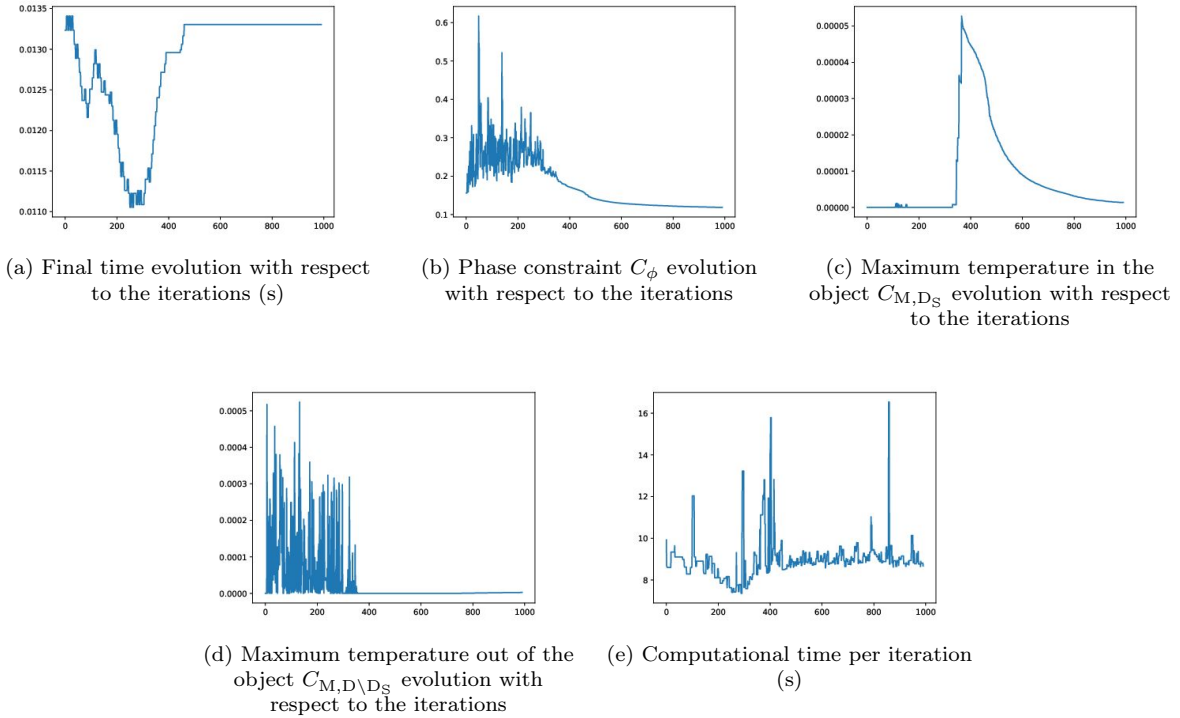 0.0135
0.0130
0.0125
0.0120
0.0115
0.0110
0 200 400 600 800 1000
(a) Final time evolution with respect
to the iterations (s)
0.6
0.5
0.4
0.3
0.2
0.1
0 200 400 600 800 1000
(b) Phase constraint C_ϕ evolution
with respect to the iterations
0.00005
0.00004
0.00003
0.00002
0.00001
0.00000
0 200 400 600 800 1000
(c) Maximum temperature in the
object C_{M,D_S} evolution with respect
to the iterations
0.0005
0.0004
0.0003
0.0002
0.0001
0.0000
0 200 400 600 800 1000
(d) Maximum temperature out of the
object C_{M,D\D_S} evolution with
respect to the iterations
16
14
12
10
8
0 200 400 600 800 1000
(e) Computational time per iteration
(s)